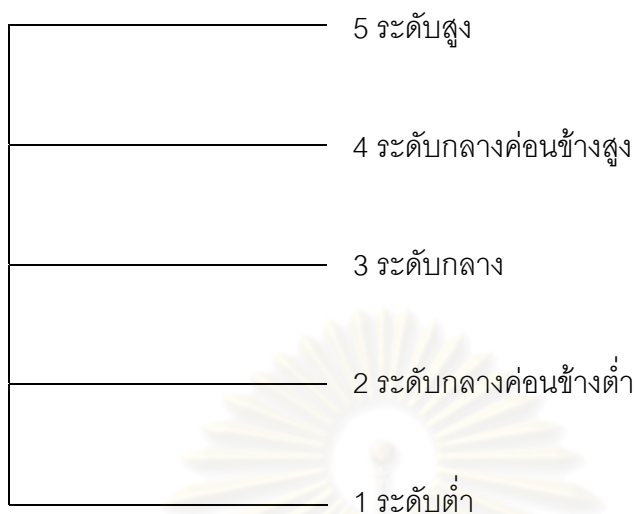 5 ระดับสูง
4 ระดับกลางค่อนข้างสูง
3 ระดับกลาง
2 ระดับกลางค่อนข้างต่ำ
1 ระดับต่ำ